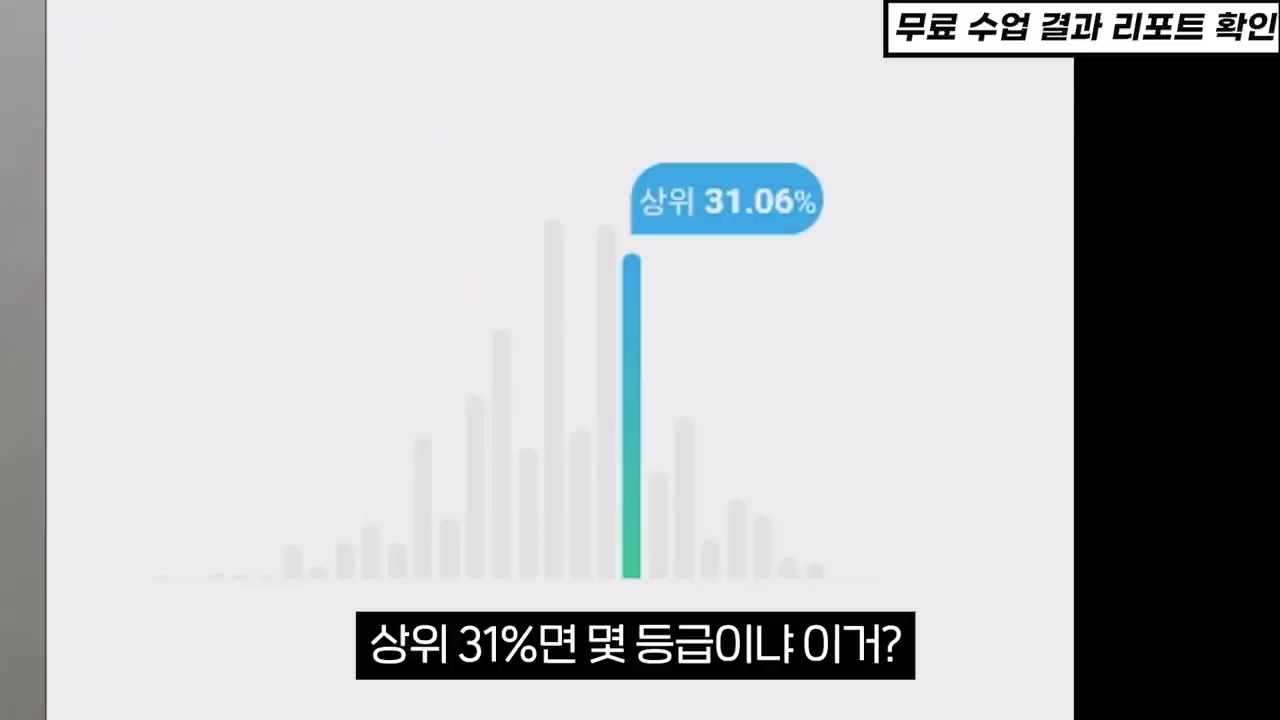 무료 수업 결과 리포트 확인
상위 31.06%
상위 31%면 몇 등급이냐 이거?